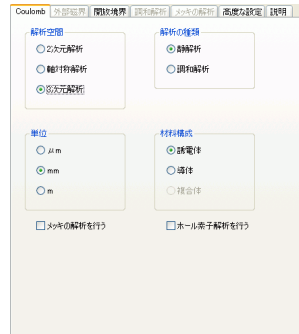 Coulomb 外部磁界 開放境界 調和解析 メッキの解析 高度な設定 説明
解析空間 解析の種類
2次元解析 静解析
軸対称解析 調和解析
3次元解析
単位 材料構成
μm 誘電体
mm 導体
m 複合体
メッキの解析を行う ホール素子解析を行う